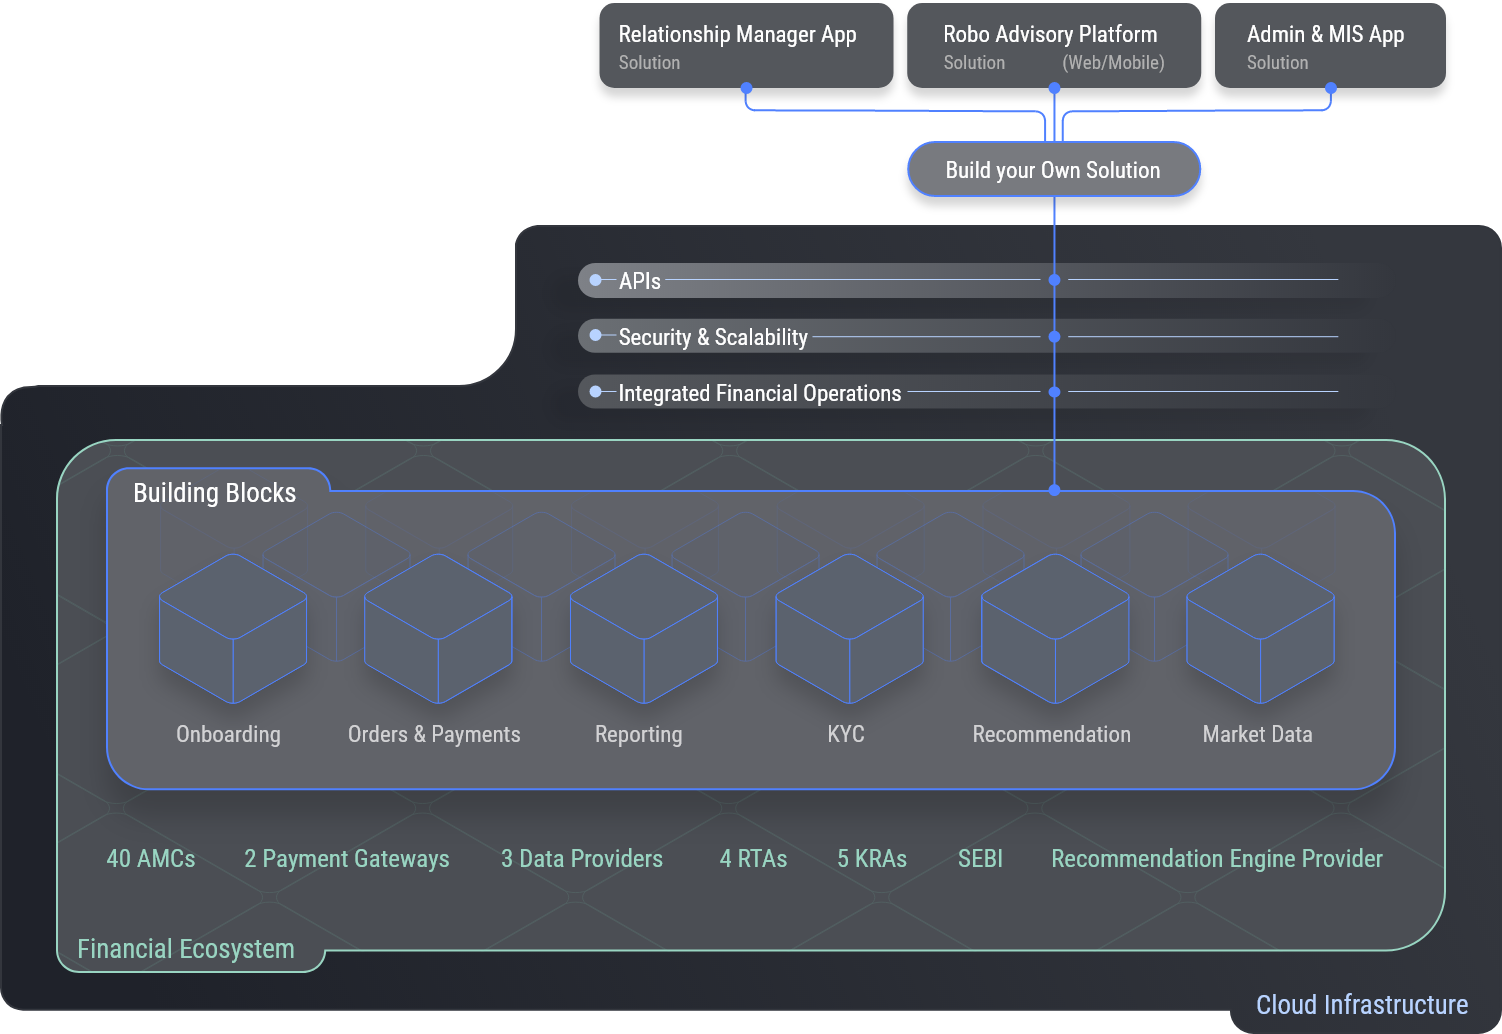 Relationship Manager App
Solution
Robo Advisory Platform
Solution (Web/Mobile)
Admin & MIS App
Solution
Build your Own Solution
APIs
Security & Scalability
Integrated Financial Operations
Building Blocks
Onboarding
Orders & Payments
Reporting
KYC
Recommendation
Market Data
40 AMCs
2 Payment Gateways
3 Data Providers
4 RTAs
5 KRAs
SEBI
Recommendation Engine Provider
Financial Ecosystem
Cloud Infrastructure